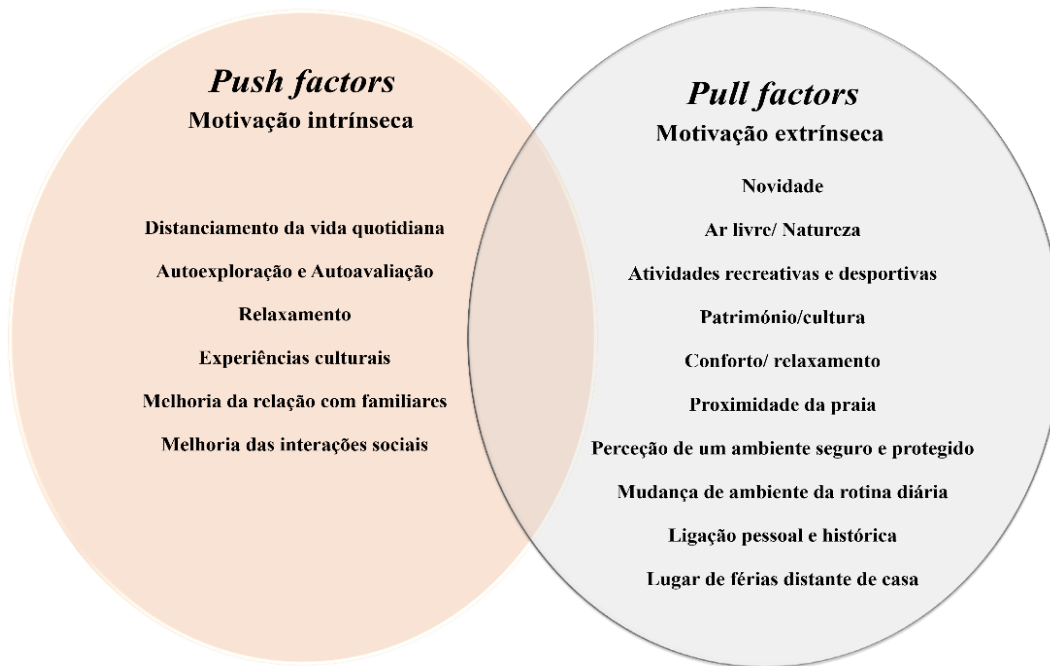 Push factors
Motivação intrínseca
Distanciamento da vida quotidiana
Autoexploração e Autoavaliação
Relaxamento
Experiências culturais
Melhoria da relação com familiares
Melhoria das interações sociais
Pull factors
Motivação extrínseca
Novidade
Ar livre/ Natureza
Atividades recreativas e desportivas
Património/cultura
Conforto/ relaxamento
Proximidade da praia
Perceção de um ambiente seguro e protegido
Mudança de ambiente da rotina diária
Ligação pessoal e histórica
Lugar de férias distante de casa